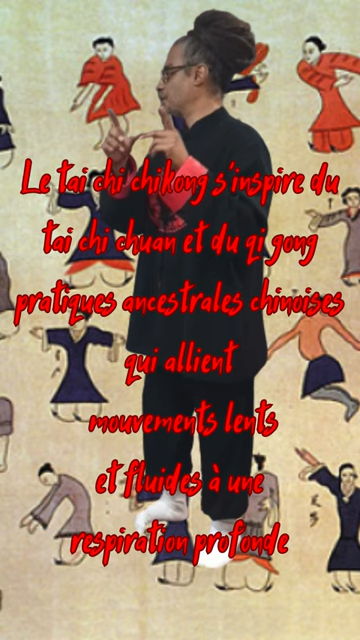 Le tai chi chikong s'inspire du
tai chi chuan et du qi gong
pratiques ancestrales chinoises
qui allient
mouvements lents
et fluides à une
respiration profonde